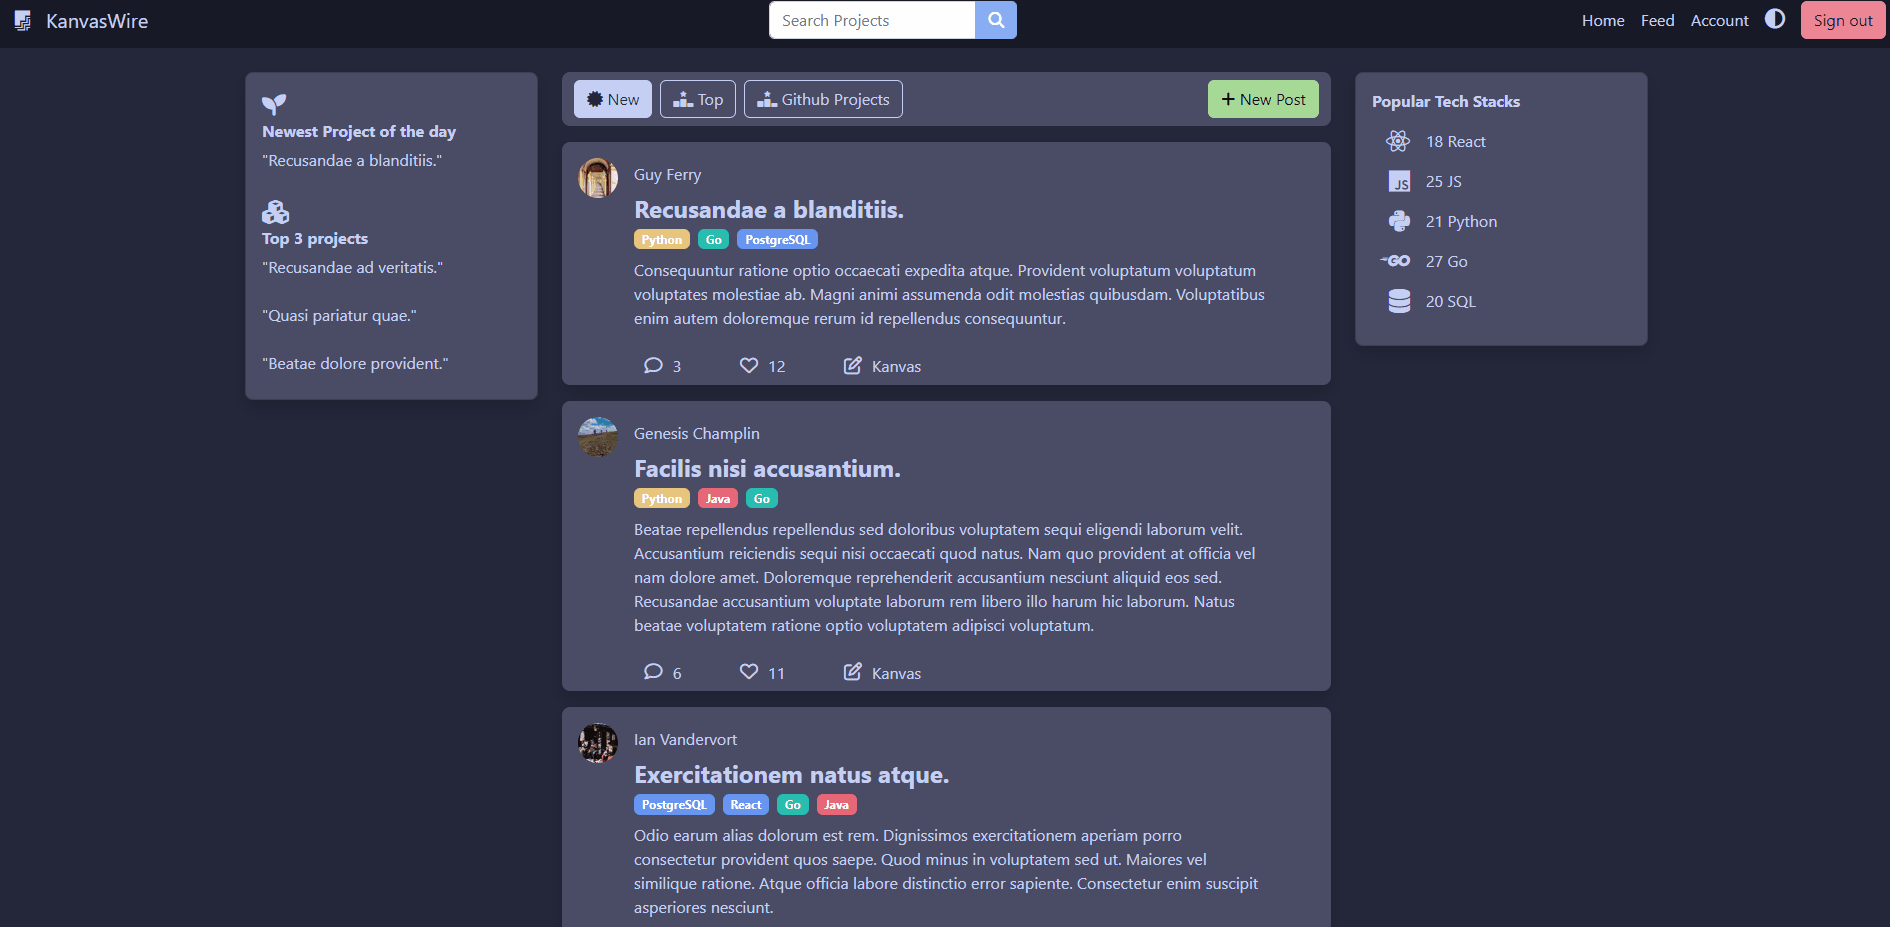 KanvasWire
Search Projects
Home Feed Account Sign out
Newest Project of the day
"Recusandae a blanditiis."
Top 3 projects
"Recusandae ad veritatis."
"Quasi pariatur quae."
"Beatae dolore provident."
New Top Github Projects + New Post
Guy Ferry
Recusandae a blanditiis.
Python Go PostgreSQL
Consequuntur ratione optio occaecati expedita atque. Provident voluptatum voluptatum
voluptates molestiae ab. Magni animi assumenda odit molestias quibusdam. Voluptatibus
enim autem doloremque rerum id repellendus consequuntur.
3 12 Kanvas
Genesis Champlin
Facilis nisi accusantium.
Python Java Go
Beatae repellendus repellendus sed doloribus voluptatem sequi eligendi laborum velit.
Accusantium reiciendis sequi nisi occaecati quod natus. Nam quo provident at officia vel
nam dolore amet. Doloremque reprehenderit accusantium nesciunt aliquid eos sed.
Recusandae accusantium voluptate laborum rem libero illo harum hic laborum. Natus
beatae voluptatem ratione optio voluptatem adipisci voluptatum.
6 11 Kanvas
Ian Vandervort
Exercitationem natus atque.
PostgreSQL React Go Java
Odio earum alias dolorum est rem. Dignissimos exercitationem aperiam porro
consectetur provident quos saepe. Quod minus in voluptatem sed ut. Maiores vel
similique ratione. Atque officia labore distinctio error sapiente. Consectetur enim suscipit
asperiores nesciunt.
Popular Tech Stacks
18 React
JS 25 JS
21 Python
GO 27 Go
20 SQL